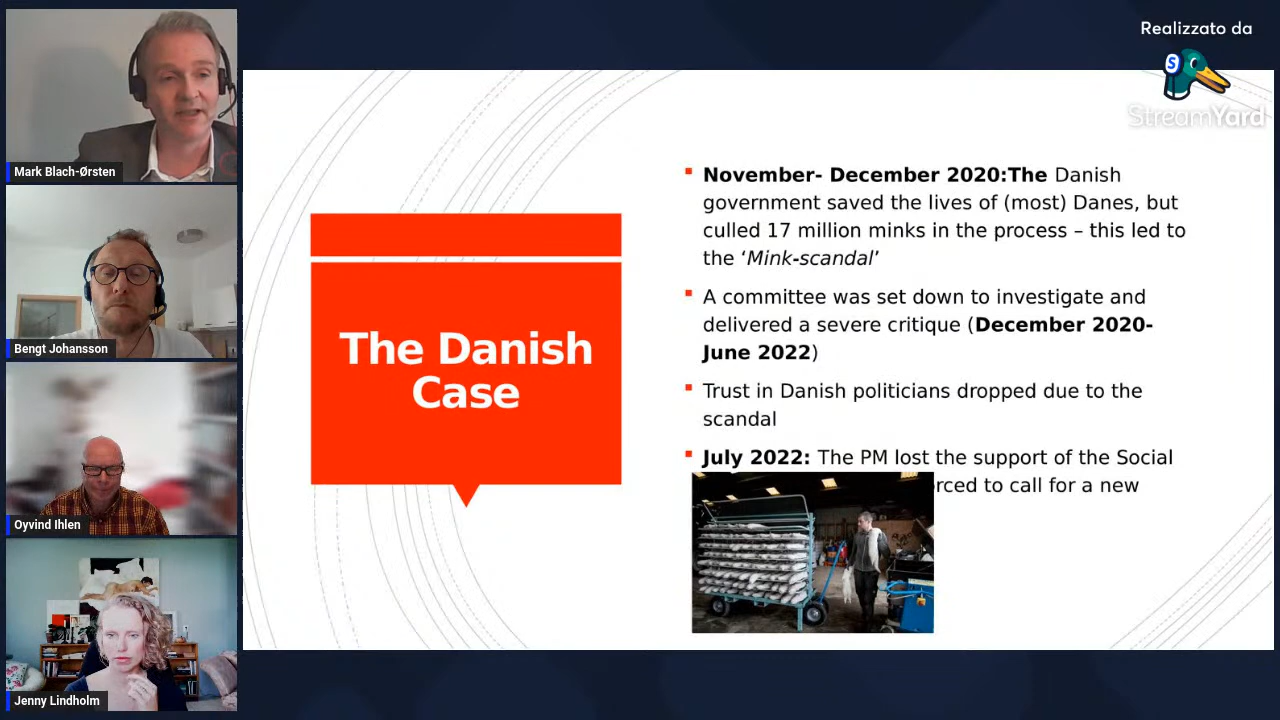 Realizzato da
StreamYard
Mark Blach-Ørsten
Bengt Johansson
Oyvind Ihlen
Jenny Lindholm
The Danish
Case
November- December 2020:The Danish
government saved the lives of (most) Danes, but
culled 17 million minks in the process – this led to
the ‘Mink-scandal’
A committee was set down to investigate and
delivered a severe critique (December 2020-
June 2022)
Trust in Danish politicians dropped due to the
scandal
July 2022: The PM lost the support of the Social
to call for a new